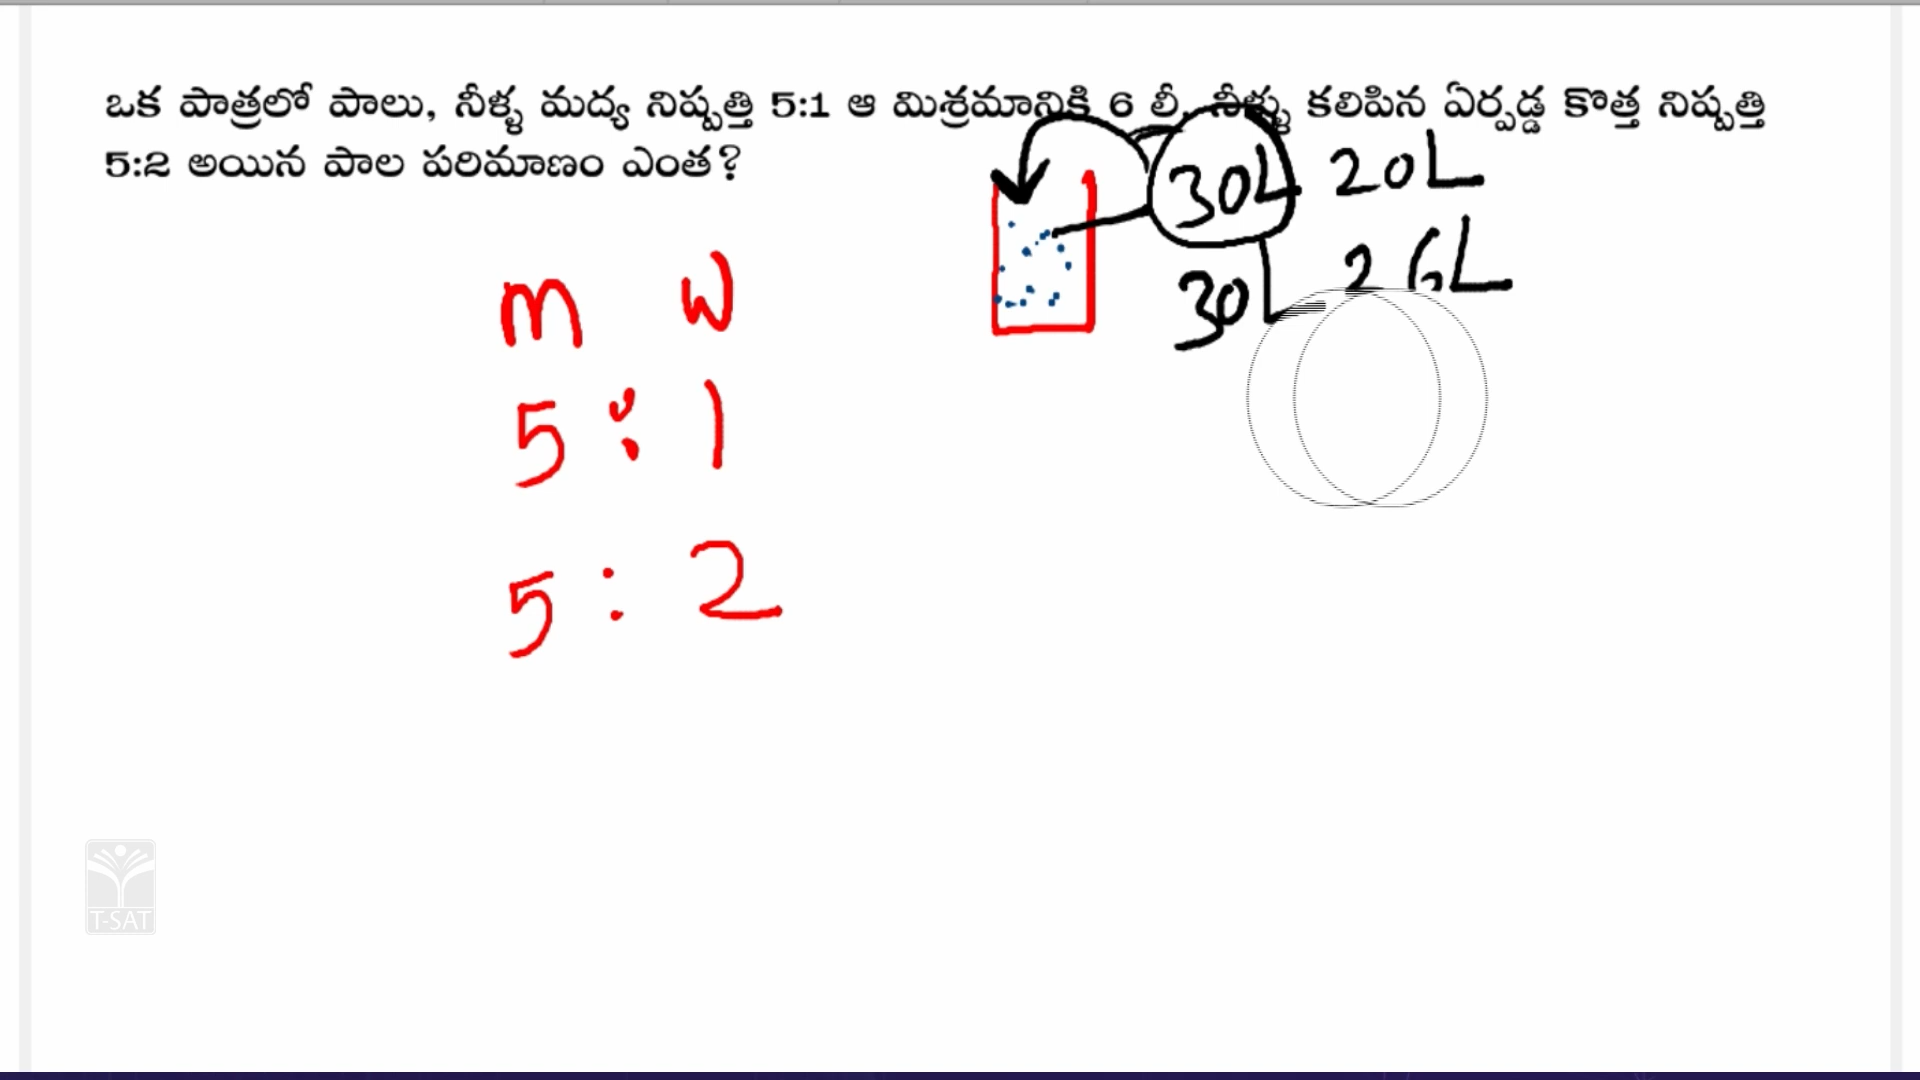 ఒక పాత్రలో పాలు, నీళ్ళ మద్య నిష్పత్తి 5:1 ఆ మిశ్రమానికి 6 లీ. నీళ్ళు కలిపిన ఏర్పడ్డ కొత్త నిష్పత్తి
5:2 అయిన పాల పరిమాణం ఎంత?
30L 20L
30L 26L
m W
5 : 1
5 : 2
T-SAT